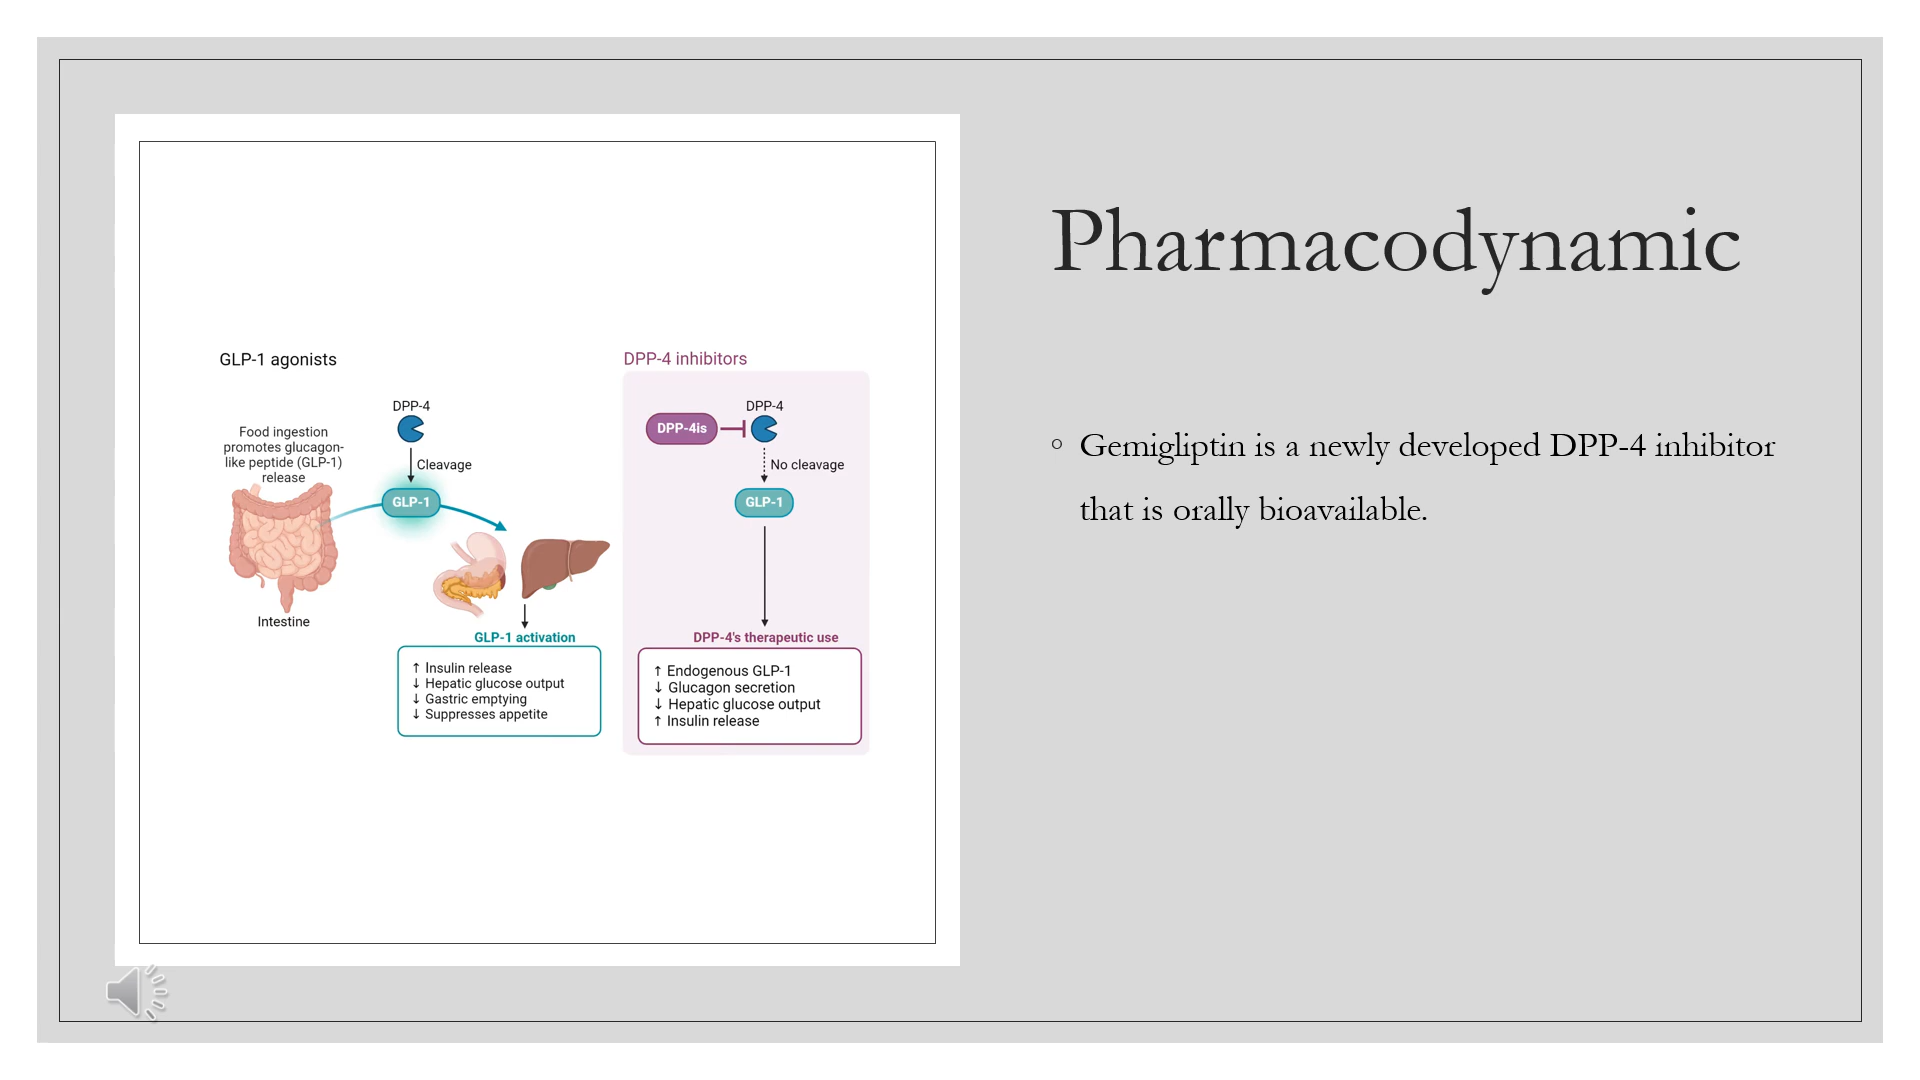 GLP-1 agonists
DPP-4
Food ingestion
promotes glucagon-
like peptide (GLP-1)
release
Cleavage
GLP-1
Intestine
GLP-1 activation
↑ Insulin release
↓ Hepatic glucose output
↓ Gastric emptying
↓ Suppresses appetite
DPP-4 inhibitors
DPP-4
DPP-4is
No cleavage
GLP-1
DPP-4's therapeutic use
↑ Endogenous GLP-1
↓ Glucagon secretion
↓ Hepatic glucose output
↑ Insulin release
Pharmacodynamic
◦ Gemigliptin is a newly developed DPP-4 inhibitor
that is orally bioavailable.